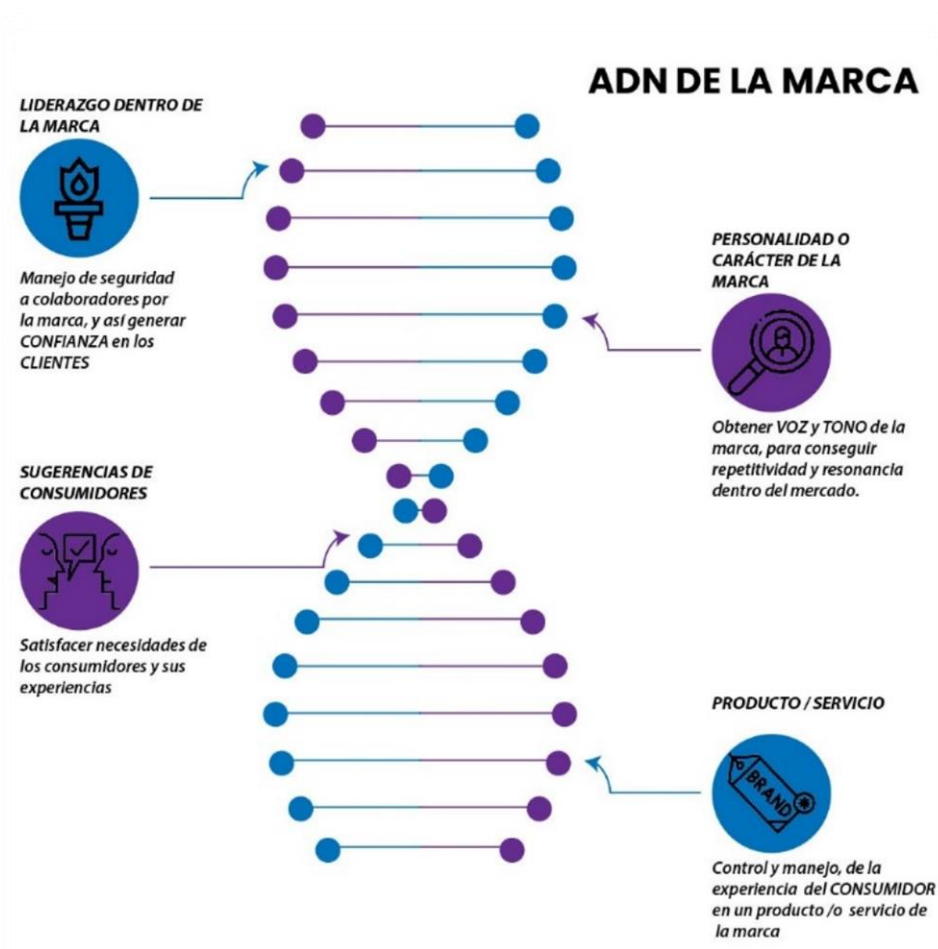 ADN DE LA MARCA
LIDERAZGO DENTRO DE
LA MARCA
Manejo de seguridad
a colaboradores por
la marca, y así generar
CONFIANZA en los
CLIENTES
PERSONALIDAD O
CARÁCTER DE LA
MARCA
Obtener VOZ y TONO de la
marca, para conseguir
repetitividad y resonancia
dentro del mercado.
SUGERENCIAS DE
CONSUMIDORES
Satisfacer necesidades de
los consumidores y sus
experiencias
PRODUCTO / SERVICIO
BRAND
Control y manejo, de la
experiencia del CONSUMIDOR
en un producto /o servicio de
la marca